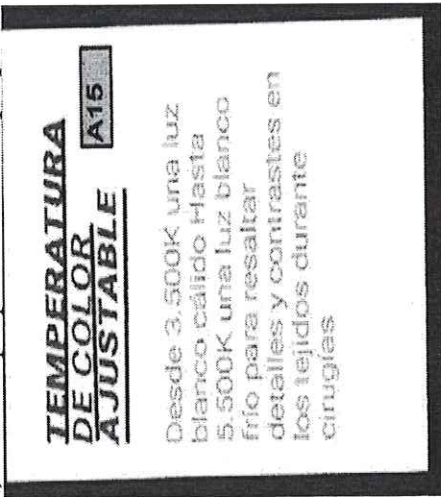 TEMPERATURA
DE COLOR
AJUSTABLE
A15
Desde 3.500K una luz
blanco cálido Hasta
5.500K una luz blanco
frío para resaltar
detalles y contrastes en
los tejidos durante
cirugías